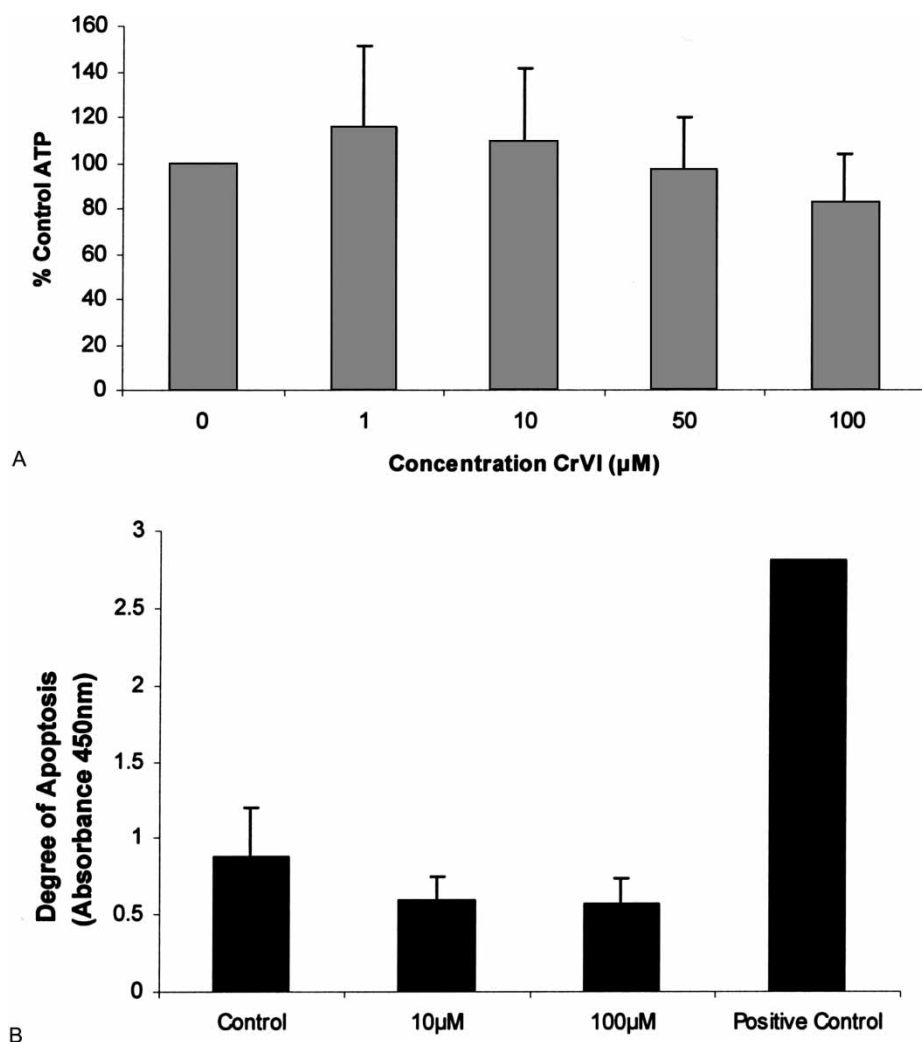 160
140
120
100
80
60
40
20
0
% Control ATP
0 1 10 50 100
Concentration CrVI (µM)
A
3
2.5
2
1.5
1
0.5
0
Degree of Apoptosis
(Absorbance 450nm)
Control 10µM 100µM Positive Control
B